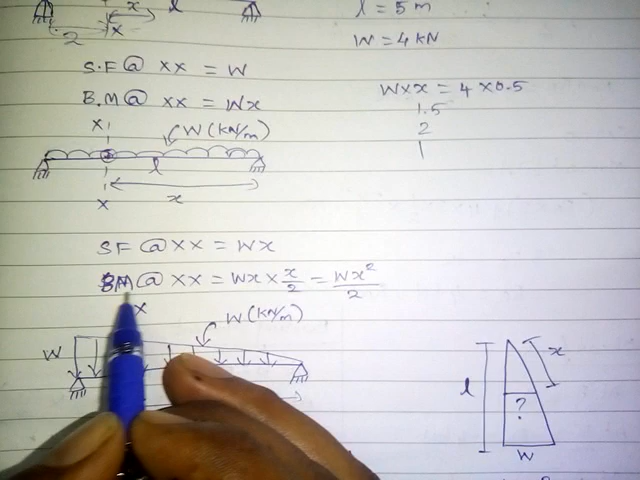 x l
2 x
l = 5 m
W = 4 KN
S.F @ xx = W
B.M @ xx = Wx
W x x = 4 x 0.5
1.5
2
1
x W (KN/m)
l
x x
SF @ xx = Wx
BM @ xx = Wx x x/2 = Wx²/2
x W (KN/m)
W
l x
?
W